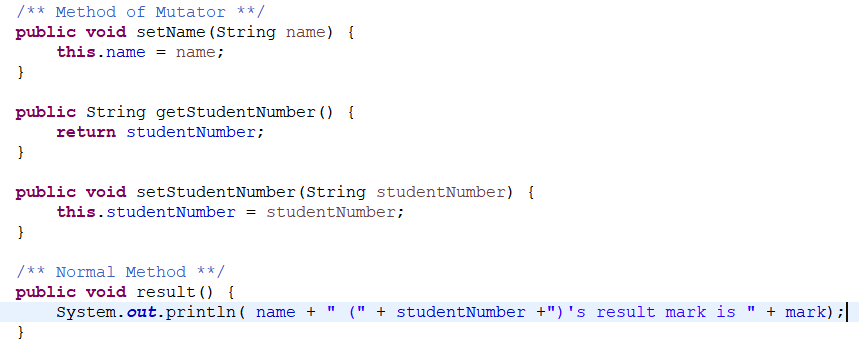 /** Method of Mutator **/
public void setName(String name) {
    this.name = name;
}

public String getStudentNumber() {
    return studentNumber;
}

public void setStudentNumber(String studentNumber) {
    this.studentNumber = studentNumber;
}

/** Normal Method **/
public void result() {
    System.out.println( name + " (" + studentNumber +")'s result mark is " + mark);
}